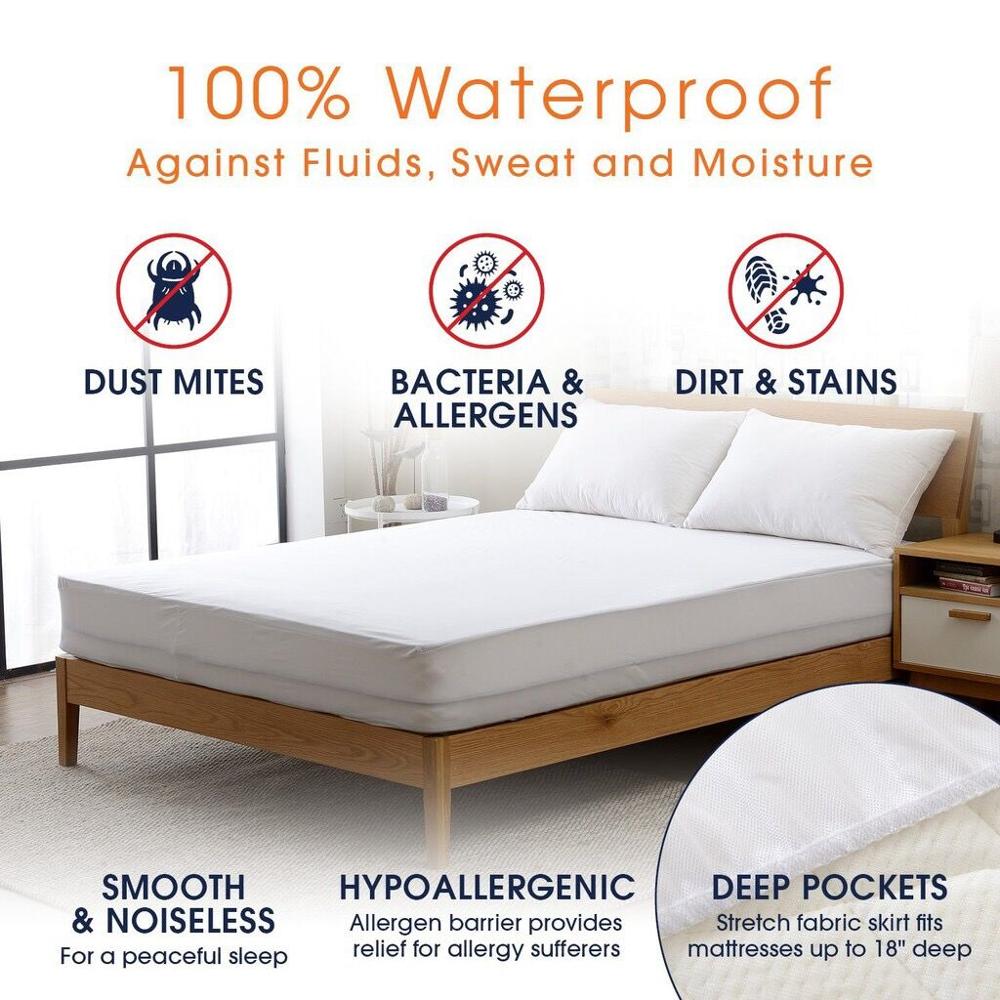 100% Waterproof
Against Fluids, Sweat and Moisture
DUST MITES
BACTERIA &
ALLERGENS
DIRT & STAINS
SMOOTH
& NOISELESS
For a peaceful sleep
HYPOALLERGENIC
Allergen barrier provides
relief for allergy sufferers
DEEP POCKETS
Stretch fabric skirt fits
mattresses up to 18" deep